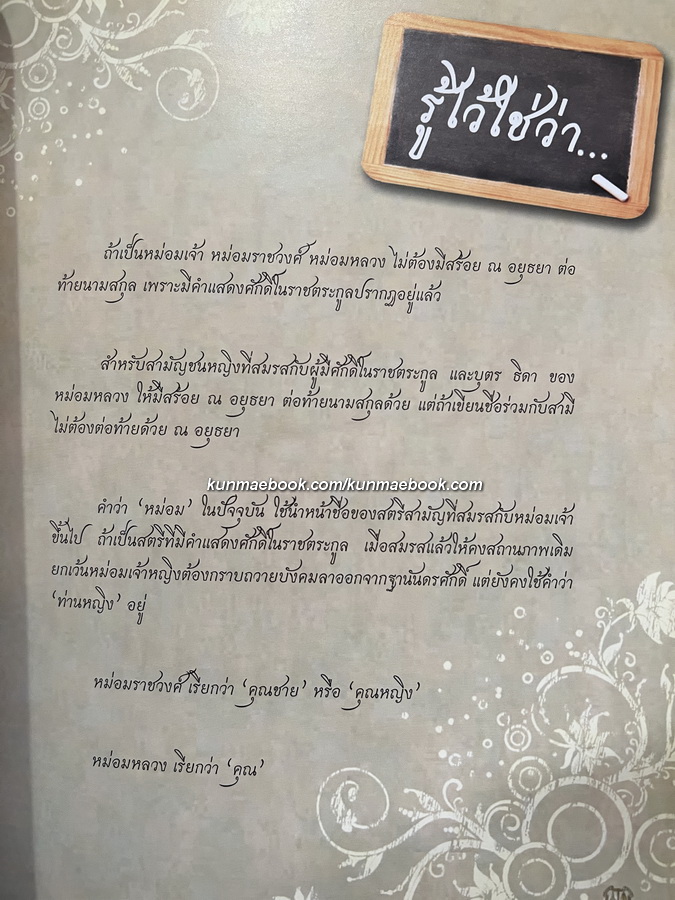 รู้ไว้ใช่ว่า...
ถ้าเป็นหม่อมเจ้า หม่อมราชวงศ์ หม่อมหลวง ไม่ต้องมีสร้อย ณ อยุธยา ต่อ
ท้ายนามสกุล เพราะมีคำแสดงศักดิ์ในราชตระกูลปรากฏอยู่แล้ว
สำหรับสามัญชนหญิงที่สมรสกับผู้มีศักดิ์ในราชตระกูล และบุตร ธิดา ของ
หม่อมหลวง ให้มีสร้อย ณ อยุธยา ต่อท้ายนามสกุลด้วย แต่ถ้าเขียนชื่อร่วมกับสามี
ไม่ต้องต่อท้ายด้วย ณ อยุธยา
kunmaebook.com/kunmaebook.com
คำว่า ‘หม่อม’ ในปัจจุบัน ใช้นำหน้าชื่อของสตรีสามัญที่สมรสกับหม่อมเจ้า
ขึ้นไป ถ้าเป็นสตรีที่มีคำแสดงศักดิ์ในราชตระกูล เมื่อสมรสแล้วให้คงสถานภาพเดิม
ยกเว้นหม่อมเจ้าหญิงต้องกราบถวายบังคมลาออกจากฐานันดรศักดิ์ แต่ยังคงใช้คำว่า
‘ท่านหญิง’ อยู่
หม่อมราชวงศ์ เรียกว่า ‘คุณชาย’ หรือ ‘คุณหญิง’
หม่อมหลวง เรียกว่า ‘คุณ’